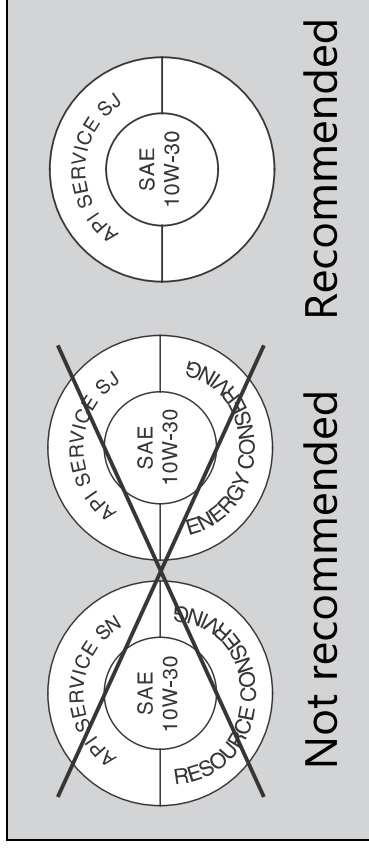 API SERVICE SN
SAE
10W-30
RESOURCE CONSERVING
API SERVICE SJ
SAE
10W-30
ENERGY CONSERVING
Not recommended
API SERVICE SJ
SAE
10W-30
Recommended